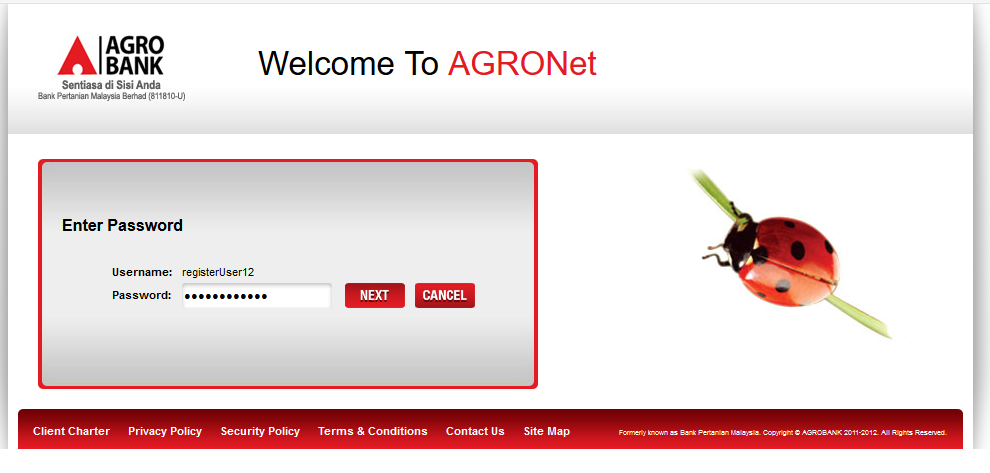 AGRO
BANK
Sentiasa di Sisi Anda
Bank Pertanian Malaysia Berhad (811810-U)
Welcome To AGRONet
Enter Password
Username: registerUser12
Password: ●●●●●●●●●●●● NEXT CANCEL
Client Charter Privacy Policy Security Policy Terms & Conditions Contact Us Site Map Formerly known as Bank Pertanian Malaysia. Copyright © AGROBANK 2011-2012. All Rights Reserved.